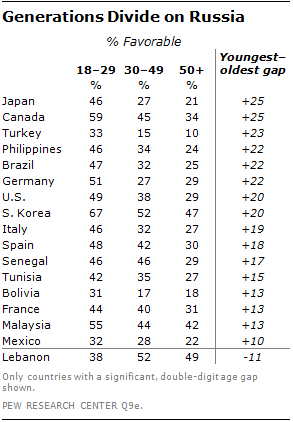 Generations Divide on Russia
% Favorable
18–29 30–49 50+ Youngest–
oldest gap
% % %
Japan 46 27 21 +25
Canada 59 45 34 +25
Turkey 33 15 10 +23
Philippines 46 34 24 +22
Brazil 47 32 25 +22
Germany 51 27 29 +22
U.S. 49 38 29 +20
S. Korea 67 52 47 +20
Italy 46 32 27 +19
Spain 48 42 30 +18
Senegal 46 46 29 +17
Tunisia 42 35 27 +15
Bolivia 31 17 18 +13
France 44 40 31 +13
Malaysia 55 44 42 +13
Mexico 32 28 22 +10
Lebanon 38 52 49 -11
Only countries with a significant, double-digit age gap
shown.
PEW RESEARCH CENTER Q9e.